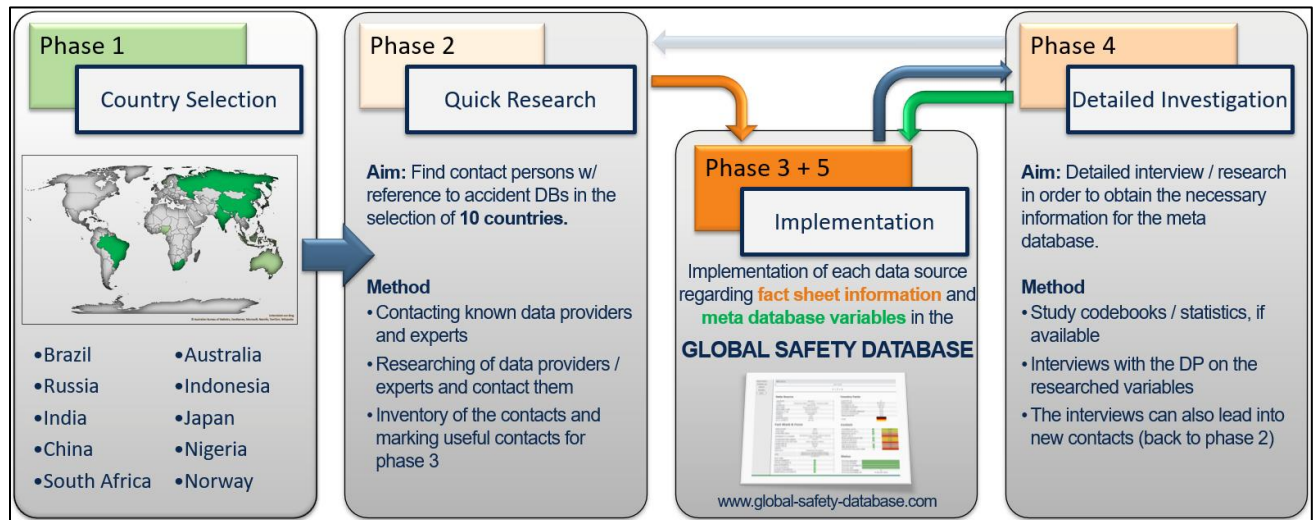 Phase 1
Country Selection
•Brazil
•Russia
•India
•China
•South Africa
•Australia
•Indonesia
•Japan
•Nigeria
•Norway
Phase 2
Quick Research
Aim: Find contact persons w/
reference to accident DBs in the
selection of 10 countries.
Method
•Contacting known data providers
and experts
•Researching of data providers /
experts and contact them
•Inventory of the contacts and
marking useful contacts for
phase 3
Phase 3 + 5
Implementation
Implementation of each data source
regarding fact sheet information and
meta database variables in the
GLOBAL SAFETY DATABASE
www.global-safety-database.com
Phase 4
Detailed Investigation
Aim: Detailed interview / research
in order to obtain the necessary
information for the meta
database.
Method
•Study codebooks / statistics, if
available
•Interviews with the DP on the
researched variables
•The interviews can also lead into
new contacts (back to phase 2)